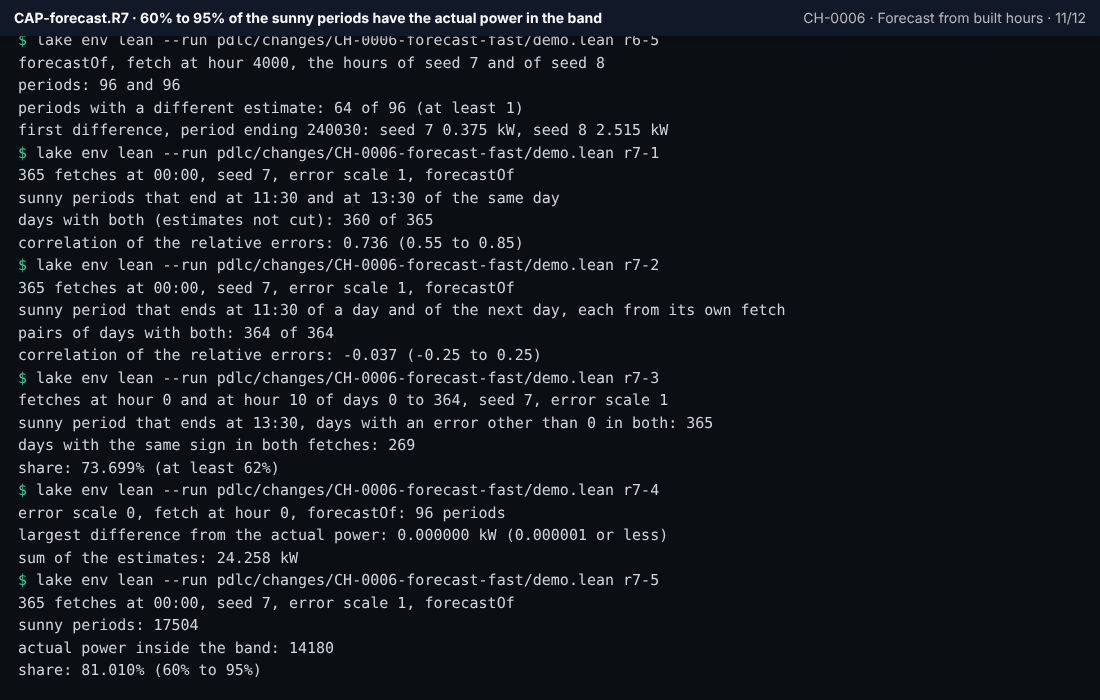 CAP-forecast.R7 · 60% to 95% of the sunny periods have the actual power in the band
CH-0006 · Forecast from built hours · 11/12
$ lake env lean --run pdlc/changes/CH-0006-forecast-fast/demo.lean r6-5
forecastOf, fetch at hour 4000, the hours of seed 7 and of seed 8
periods: 96 and 96
periods with a different estimate: 64 of 96 (at least 1)
first difference, period ending 240030: seed 7 0.375 kW, seed 8 2.515 kW
$ lake env lean --run pdlc/changes/CH-0006-forecast-fast/demo.lean r7-1
365 fetches at 00:00, seed 7, error scale 1, forecastOf
sunny periods that end at 11:30 and at 13:30 of the same day
days with both (estimates not cut): 360 of 365
correlation of the relative errors: 0.736 (0.55 to 0.85)
$ lake env lean --run pdlc/changes/CH-0006-forecast-fast/demo.lean r7-2
365 fetches at 00:00, seed 7, error scale 1, forecastOf
sunny period that ends at 11:30 of a day and of the next day, each from its own fetch
pairs of days with both: 364 of 364
correlation of the relative errors: -0.037 (-0.25 to 0.25)
$ lake env lean --run pdlc/changes/CH-0006-forecast-fast/demo.lean r7-3
fetches at hour 0 and at hour 10 of days 0 to 364, seed 7, error scale 1
sunny period that ends at 13:30, days with an error other than 0 in both: 365
days with the same sign in both fetches: 269
share: 73.699% (at least 62%)
$ lake env lean --run pdlc/changes/CH-0006-forecast-fast/demo.lean r7-4
error scale 0, fetch at hour 0, forecastOf: 96 periods
largest difference from the actual power: 0.000000 kW (0.000001 or less)
sum of the estimates: 24.258 kW
$ lake env lean --run pdlc/changes/CH-0006-forecast-fast/demo.lean r7-5
365 fetches at 00:00, seed 7, error scale 1, forecastOf
sunny periods: 17504
actual power inside the band: 14180
share: 81.010% (60% to 95%)